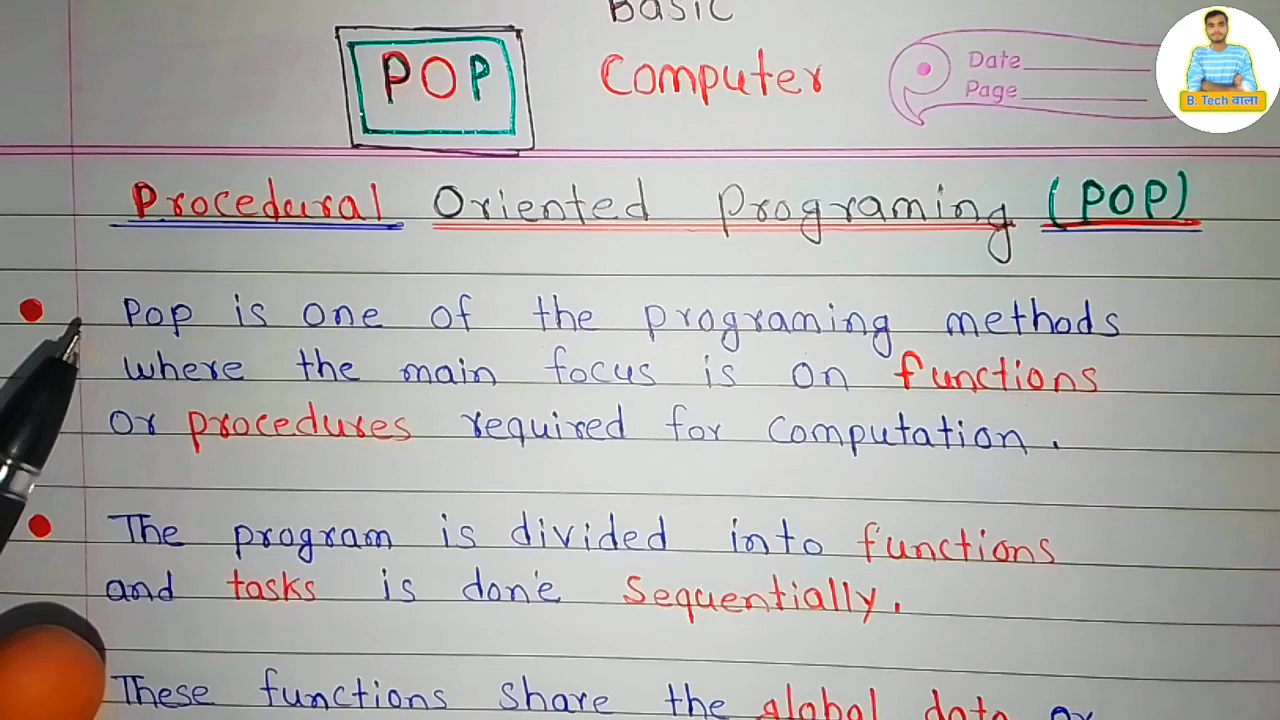 Basic
POP
Computer
Date
Page
B. Tech वाला
Procedural Oriented Programing (POP)
Pop is one of the programing methods
where the main focus is on functions
or procedures required for computation.
The program is divided into functions
and tasks is done Sequentially.
These functions share the global data or